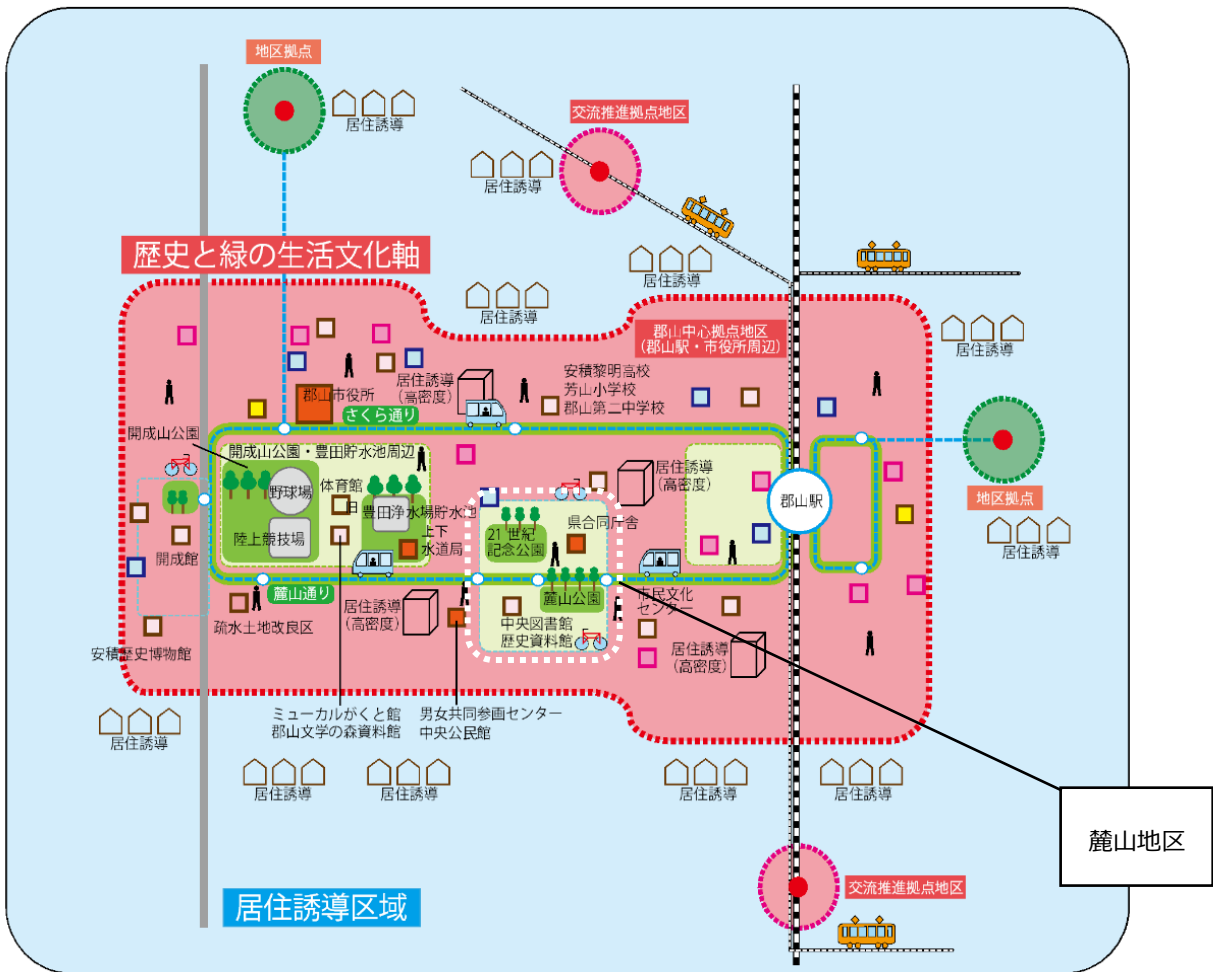 地区拠点
居住誘導
交流推進拠点地区
居住誘導
歴史と緑の生活文化軸
居住誘導
居住誘導
郡山中心拠点地区
(郡山駅・市役所周辺)
居住誘導
安積黎明高校
芳山小学校
郡山第二中学校
居住誘導
(高密度)
郡山市役所
さくら通り
開成山公園
開成山公園・豊田貯水池周辺
居住誘導
(高密度)
野球場
体育館
豊田浄水場貯水池
郡山駅
地区拠点
居住誘導
陸上競技場
上下
水道局
21世紀
記念公園
県合同庁舎
開成館
麓山通り
麓山公園
市民文化
センター
疏水土地改良区
居住誘導
(高密度)
中央図書館
歴史資料館
居住誘導
(高密度)
安積歴史博物館
ミューカルがくと館
郡山文学の森資料館
男女共同参画センター
中央公民館
居住誘導
居住誘導
居住誘導
居住誘導
居住誘導
麓山地区
交流推進拠点地区
居住誘導区域